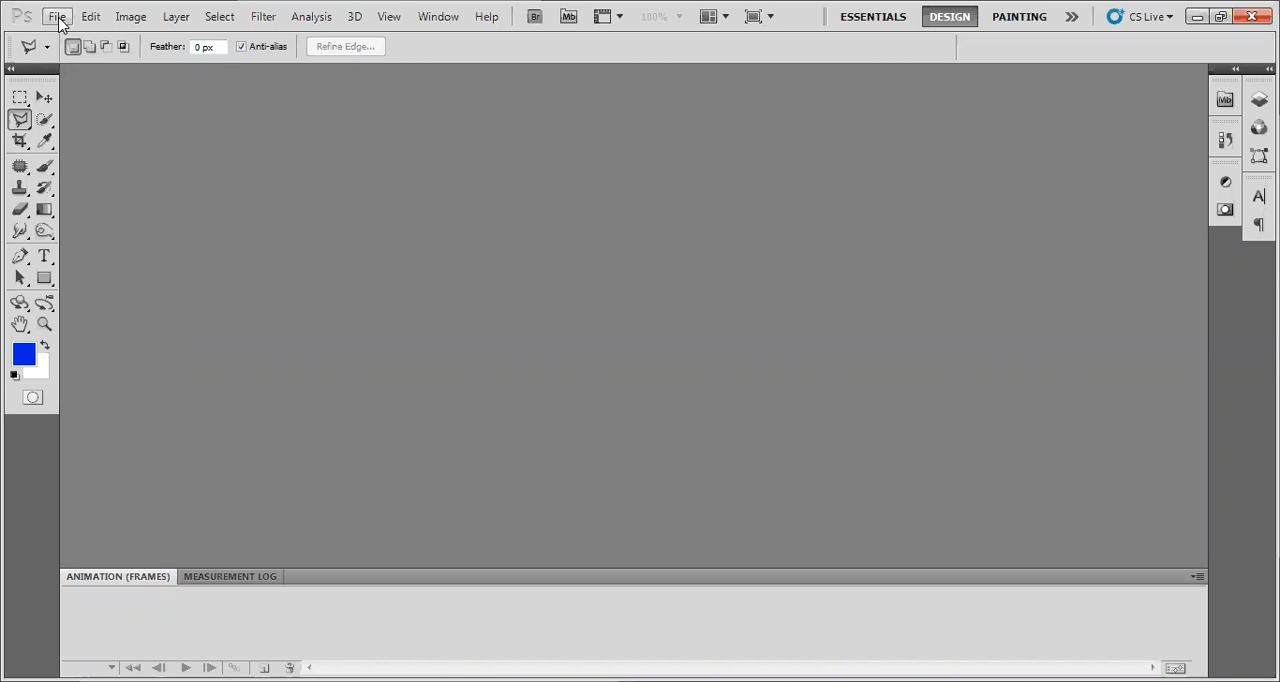 Ps File Edit Image Layer Select Filter Analysis 3D View Window Help Br Mb 100% ESSENTIALS DESIGN PAINTING CS Live
Feather: 0 px Anti-alias Refine Edge...
Mb
T
A
ANIMATION (FRAMES) MEASUREMENT LOG